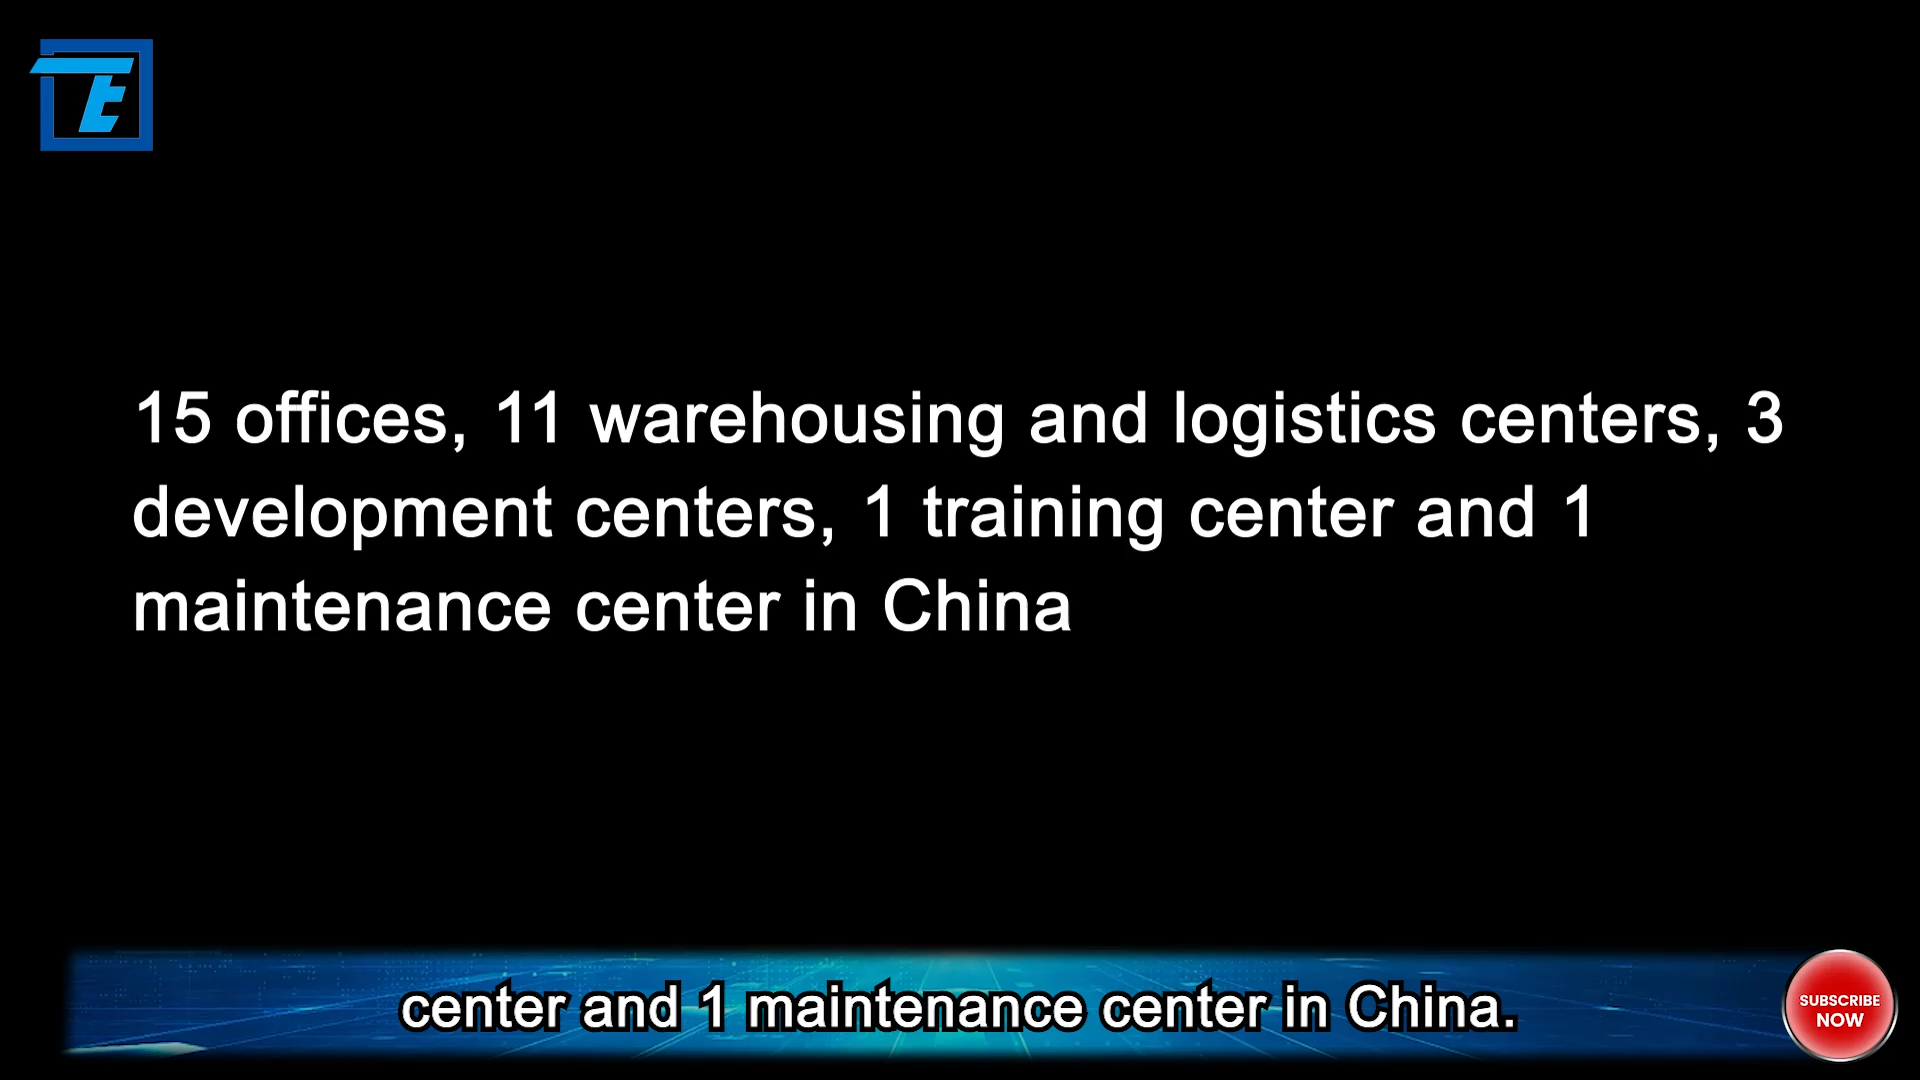 TE
15 offices, 11 warehousing and logistics centers, 3
development centers, 1 training center and 1
maintenance center in China
center and 1 maintenance center in China.
SUBSCRIBE
NOW